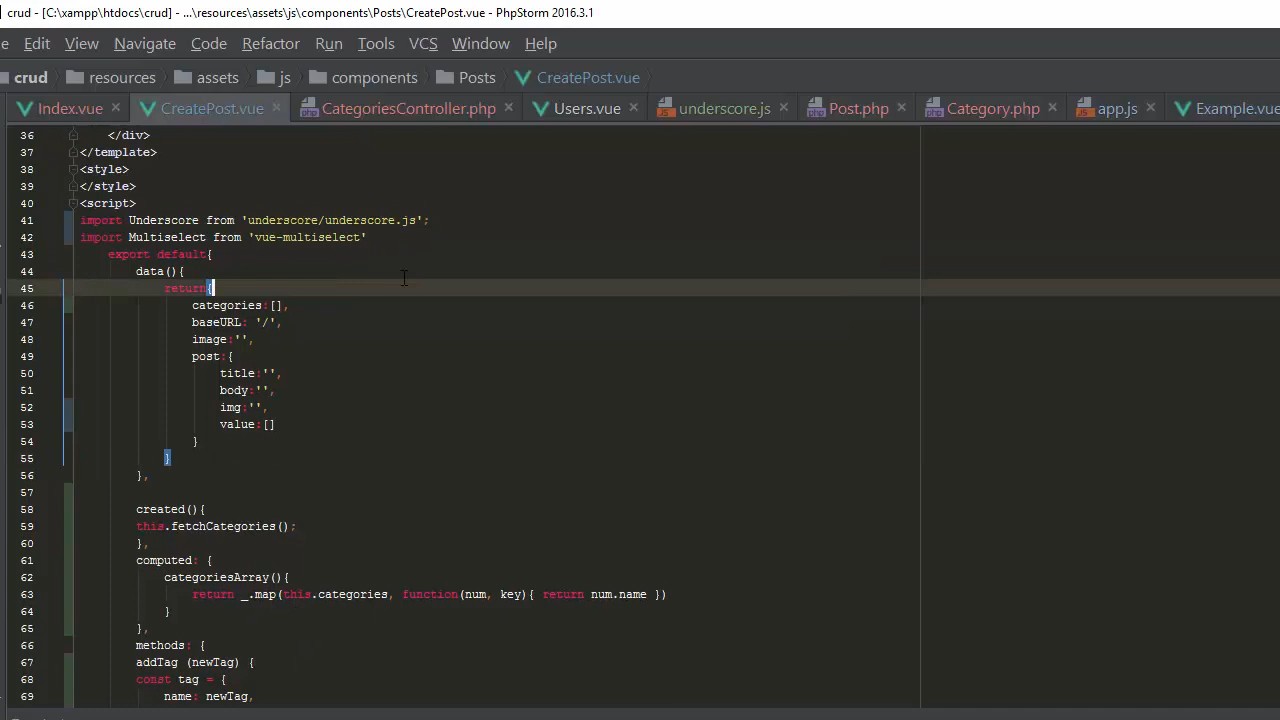 crud - [C:\xampp\htdocs\crud] - ...\resources\assets\js\components\Posts\CreatePost.vue - PhpStorm 2016.3.1
e Edit View Navigate Code Refactor Run Tools VCS Window Help
crud resources assets js components Posts CreatePost.vue
Index.vue CreatePost.vue CategoriesController.php Users.vue underscore.js Post.php Category.php app.js Example.vue
36 </div>
37 </template>
38 <style>
39 </style>
40 <script>
41 import Underscore from 'underscore/underscore.js';
42 import Multiselect from 'vue-multiselect'
43 export default{
44 data(){
45 return{
46 categories:[],
47 baseURL: '/',
48 image:'',
49 post:{
50 title:'',
51 body:'',
52 img:'',
53 value:[]
54 }
55 }
56 },
57
58 created(){
59 this.fetchCategories();
60 },
61 computed: {
62 categoriesArray(){
63 return _.map(this.categories, function(num, key){ return num.name })
64 }
65 },
66 methods: {
67 addTag (newTag) {
68 const tag = {
69 name: newTag,